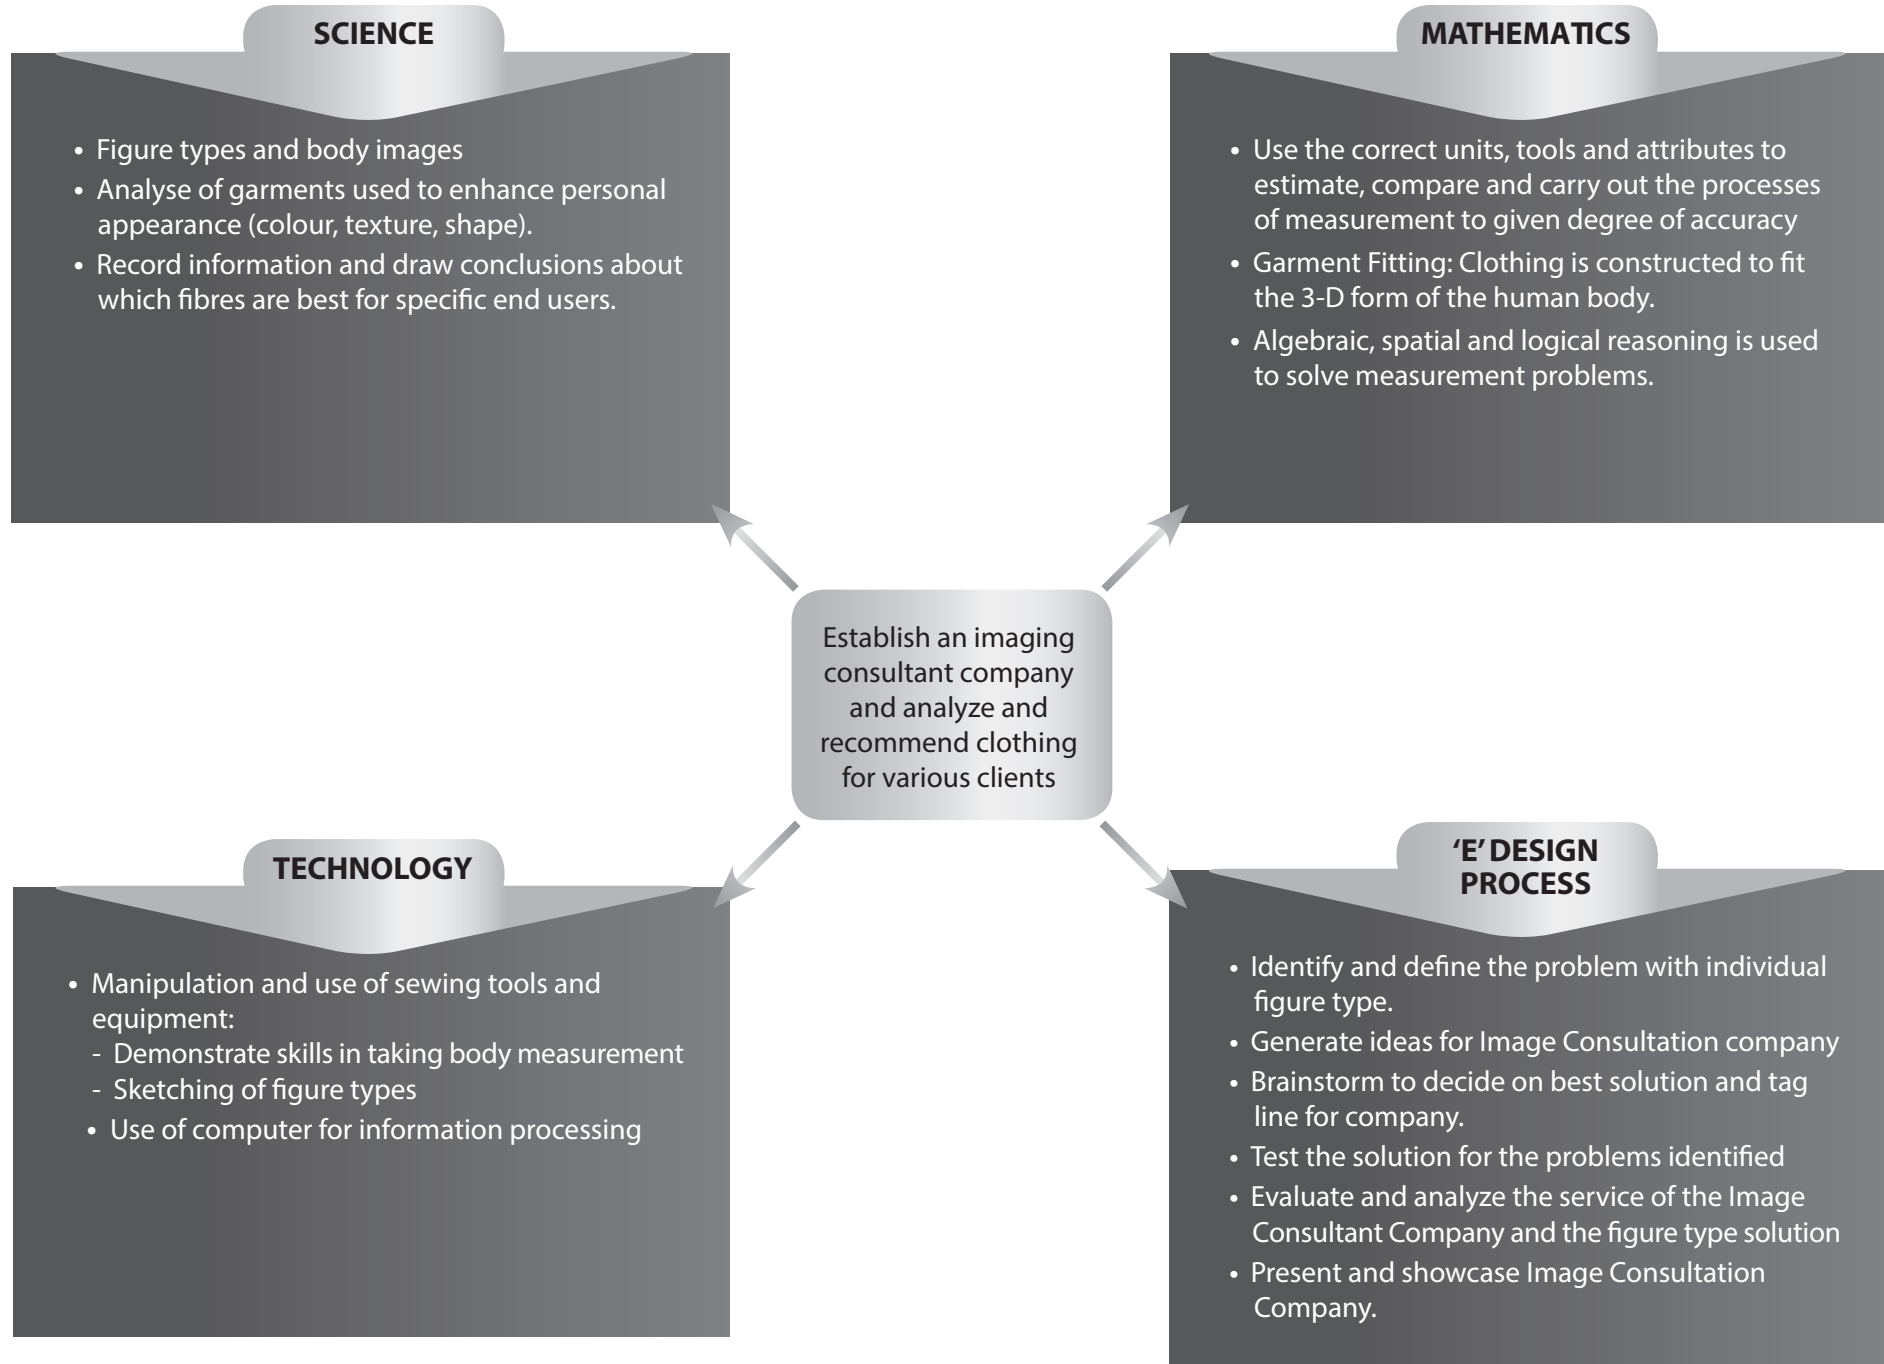 SCIENCE
• Figure types and body images
• Analyse of garments used to enhance personal
appearance (colour, texture, shape).
• Record information and draw conclusions about
which fibres are best for specific end users.
MATHEMATICS
• Use the correct units, tools and attributes to
estimate, compare and carry out the processes
of measurement to given degree of accuracy
• Garment Fitting: Clothing is constructed to fit
the 3-D form of the human body.
• Algebraic, spatial and logical reasoning is used
to solve measurement problems.
Establish an imaging
consultant company
and analyze and
recommend clothing
for various clients
TECHNOLOGY
• Manipulation and use of sewing tools and
equipment:
- Demonstrate skills in taking body measurement
- Sketching of figure types
• Use of computer for information processing
‘E’ DESIGN
PROCESS
• Identify and define the problem with individual
figure type.
• Generate ideas for Image Consultation company
• Brainstorm to decide on best solution and tag
line for company.
• Test the solution for the problems identified
• Evaluate and analyze the service of the Image
Consultant Company and the figure type solution
• Present and showcase Image Consultation
Company.